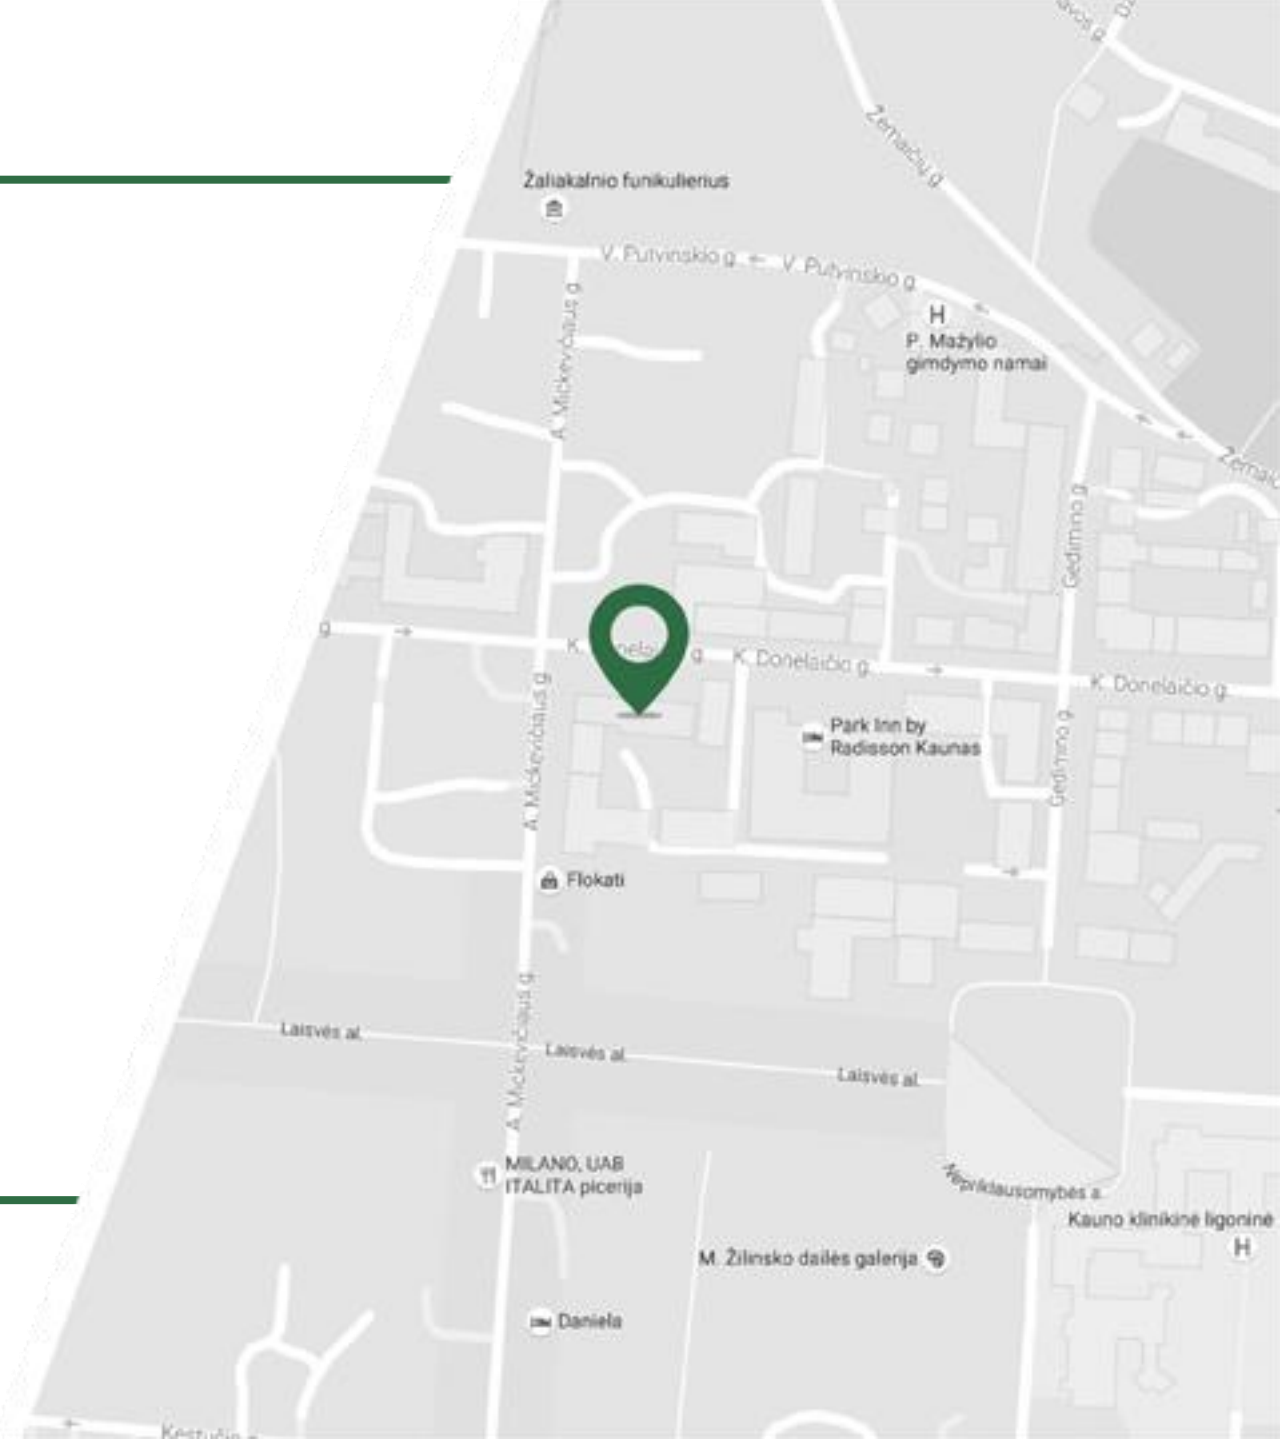 Žemaičių g.
Žaliakalnio funikulierius
V. Putvinskio g.
V. Putvinskio g.
A. Mickevičiaus g.
H
P. Mažylio
gimdymo namai
Žemaič
Gedimino g.
g.
K. g.
K. Donelaičio g.
K. Donelaičio g.
A. Mickevičiaus g.
Gedimino g.
Park Inn by
Radisson Kaunas
Flokati
A. Mickevičiaus g.
Laisvės al.
Laisvės al.
Laisvės al.
MILANO, UAB
ITALITA picerija
Nepriklausomybės a.
Kauno klinikinė ligoninė
H
M. Žilinsko dailės galerija
Daniela
Kęstučio g.